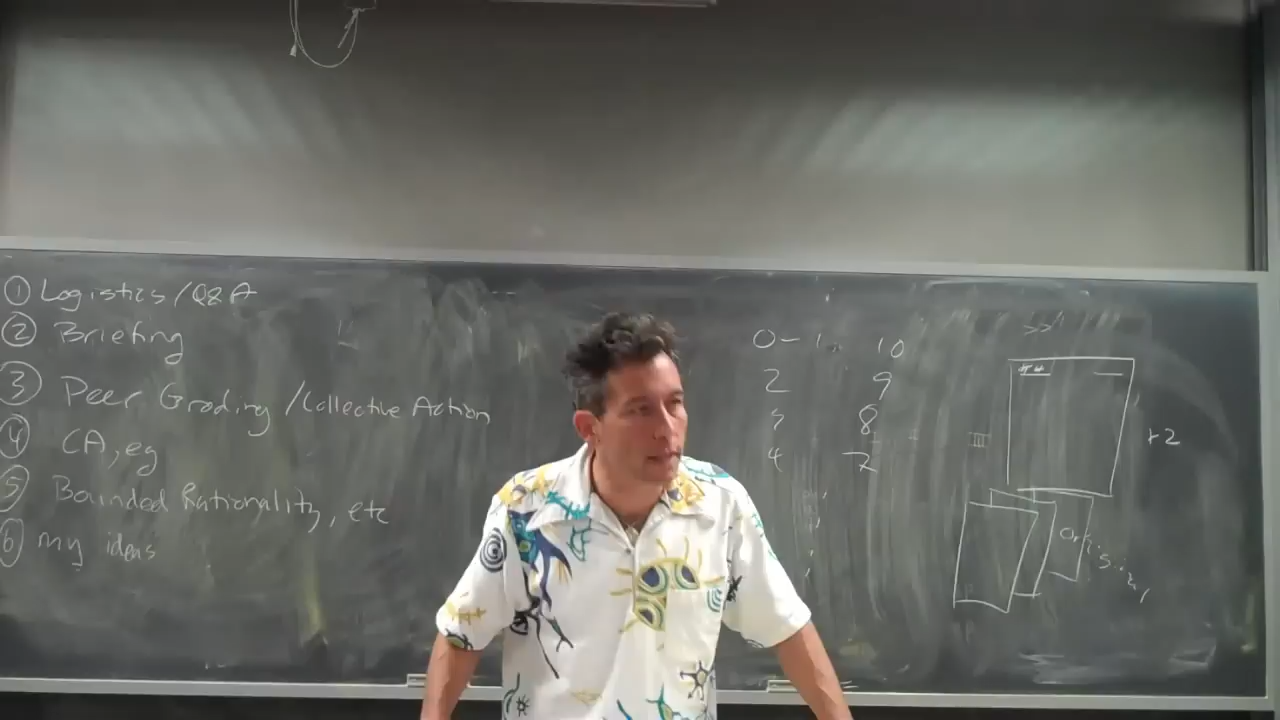 ① Logistics/Q&A
② Briefing
③ Peer Grading/Collective Action
④ CA, eg
⑤ Bounded Rationality, etc
⑥ my ideas
0-1 10
2 9
3 8
4 7
+2